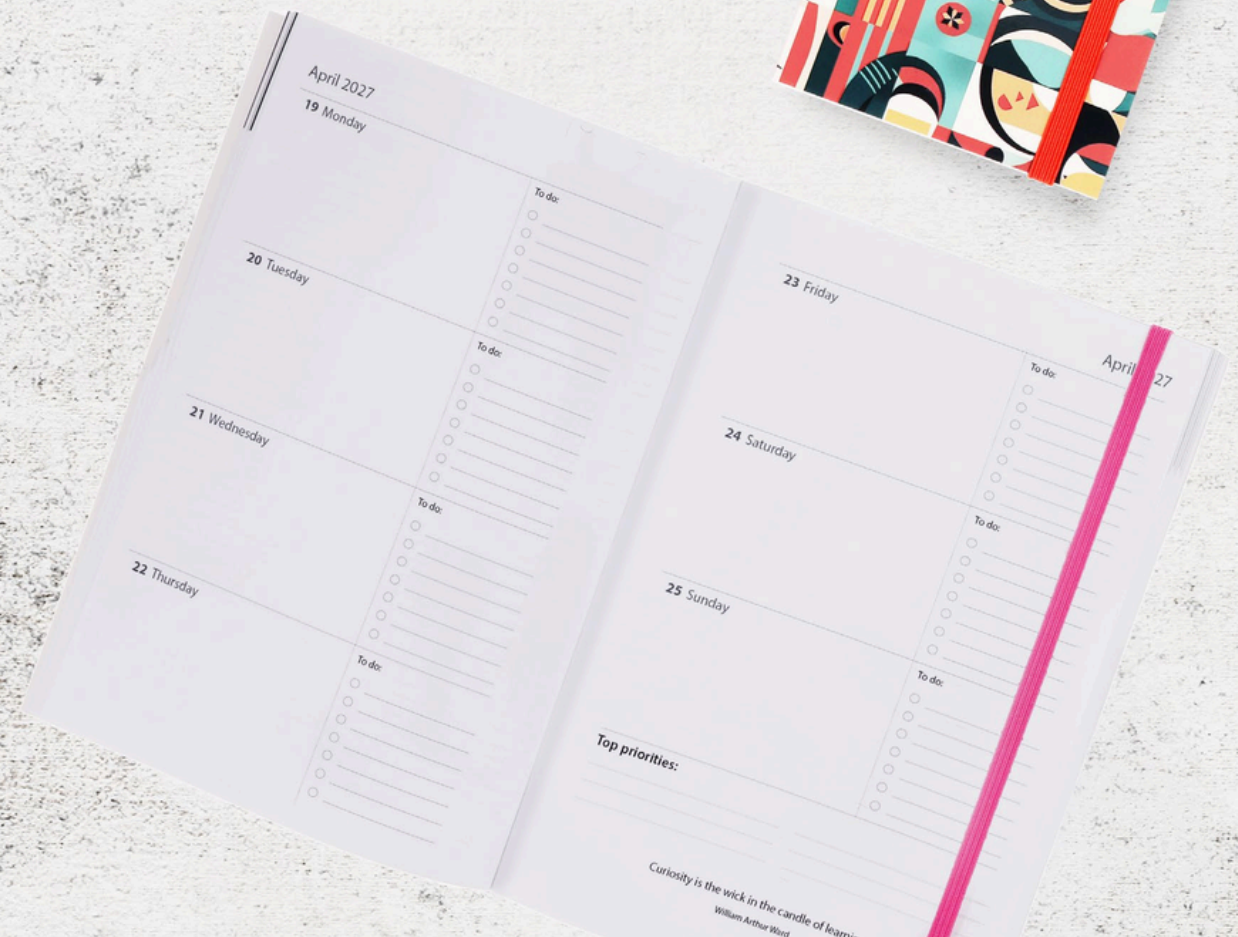 April 2027
19 Monday
To do:
20 Tuesday
To do:
21 Wednesday
To do:
22 Thursday
To do:
April 27
23 Friday
To do:
24 Saturday
To do:
25 Sunday
To do:
Top priorities:
Curiosity is the wick in the candle of
William Arthur Ward